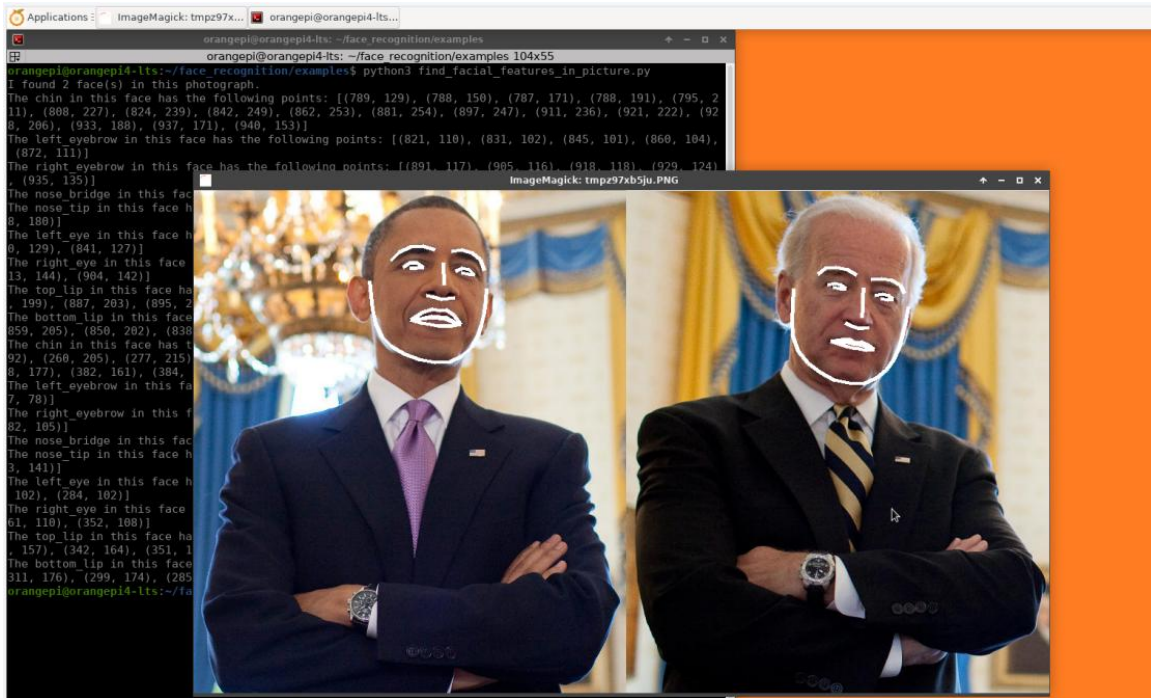 Applications
ImageMagick: tmpz97x...
orangepi@orangepi4-lts...
orangepi@orangepi4-lts: ~/face_recognition/examples
orangepi@orangepi4-lts: ~/face_recognition/examples 104x55
orangepi@orangepi4-lts:~/face_recognition/examples$ python3 find_facial_features_in_picture.py
I found 2 face(s) in this photograph.
The chin in this face has the following points: [(789, 129), (788, 150), (787, 171), (788, 191), (795, 2
11), (808, 227), (824, 239), (842, 249), (862, 253), (881, 254), (897, 247), (911, 236), (921, 222), (92
8, 206), (933, 188), (937, 171), (940, 153)]
The left_eyebrow in this face has the following points: [(821, 110), (831, 102), (845, 101), (860, 104),
(872, 111)]
The right_eyebrow in this face has the following points: [(891, 117), (905, 116), (918, 118), (929, 124)
, (935, 135)]
ImageMagick: tmpz97xb5ju.PNG
The nose_bridge in this fac
The nose_tip in this face h
8, 180)]
The left_eye in this face h
0, 129), (841, 127)]
The right_eye in this face
13, 144), (904, 142)]
The top_lip in this face ha
, 199), (887, 203), (895, 2
The bottom_lip in this face
859, 205), (850, 202), (838
The chin in this face has t
92), (260, 205), (277, 215)
8, 177), (382, 161), (384,
The left_eyebrow in this fa
7, 78)]
The right_eyebrow in this f
82, 105)]
The nose_bridge in this fac
The nose_tip in this face h
3, 141)]
The left_eye in this face h
102), (284, 102)]
The right_eye in this face
61, 110), (352, 108)]
The top_lip in this face ha
, 157), (342, 164), (351, 1
The bottom_lip in this face
311, 176), (299, 174), (285
orangepi@orangepi4-lts:~/fa